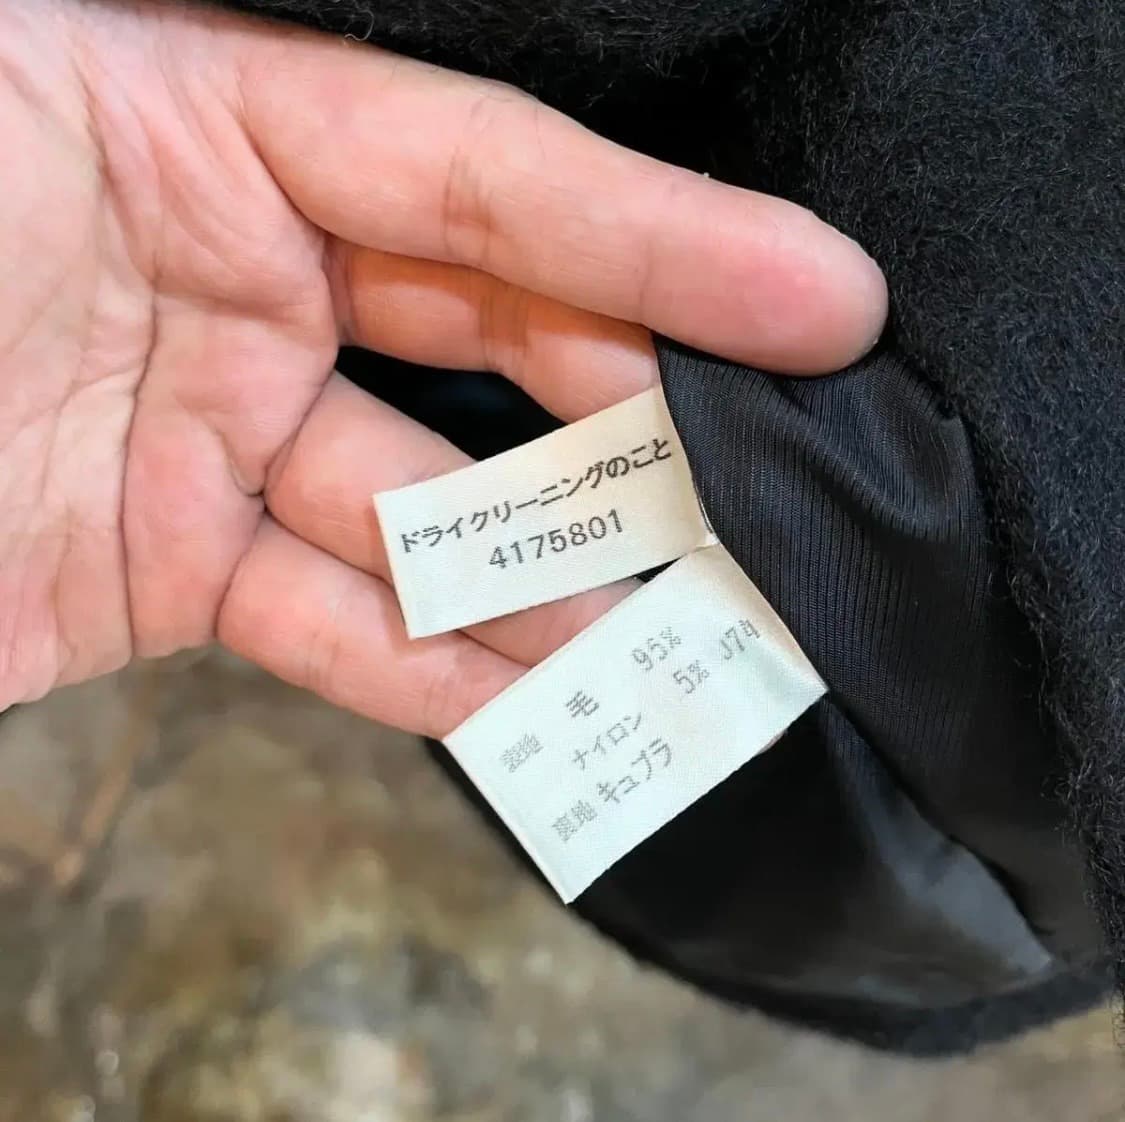 ドライクリーニングのこと
4175801
表地 毛 95%
ナイロン 5%
裏地 キュプラ